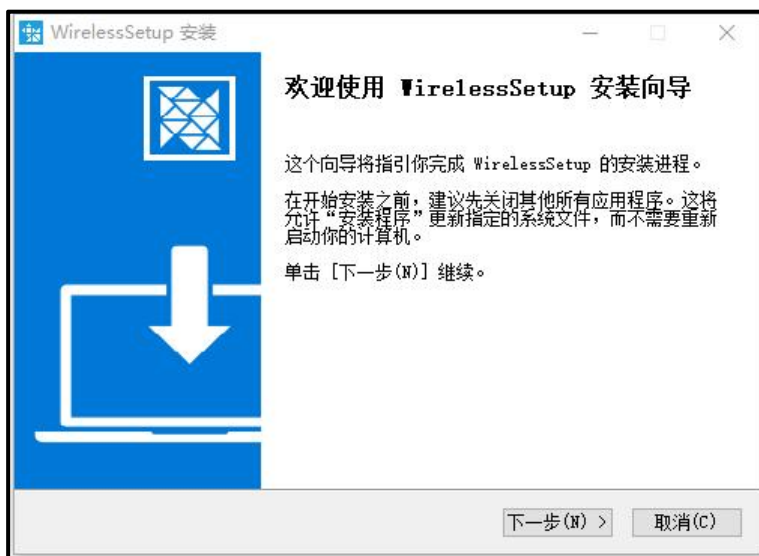 WirelessSetup 安装
欢迎使用 WirelessSetup 安装向导
这个向导将指引你完成 WirelessSetup 的安装进程。
在开始安装之前，建议先关闭其他所有应用程序。这将
允许“安装程序”更新指定的系统文件，而不需要重新
启动你的计算机。
单击 [下一步(N)] 继续。
下一步(N) >
取消(C)